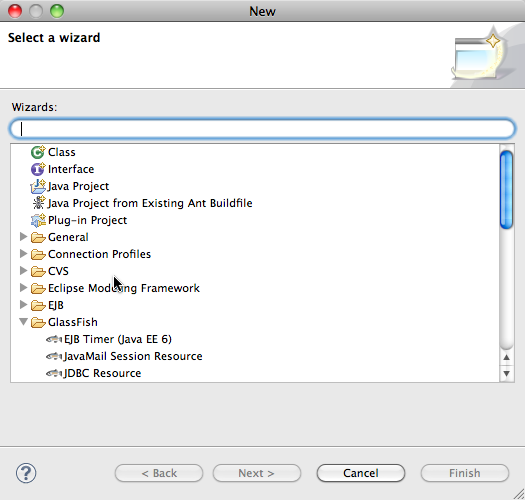 New
Select a wizard
Wizards:
Class
Interface
Java Project
Java Project from Existing Ant Buildfile
Plug-in Project
General
Connection Profiles
CVS
Eclipse Modeling Framework
EJB
GlassFish
EJB Timer (Java EE 6)
JavaMail Session Resource
JDBC Resource
< Back
Next >
Cancel
Finish